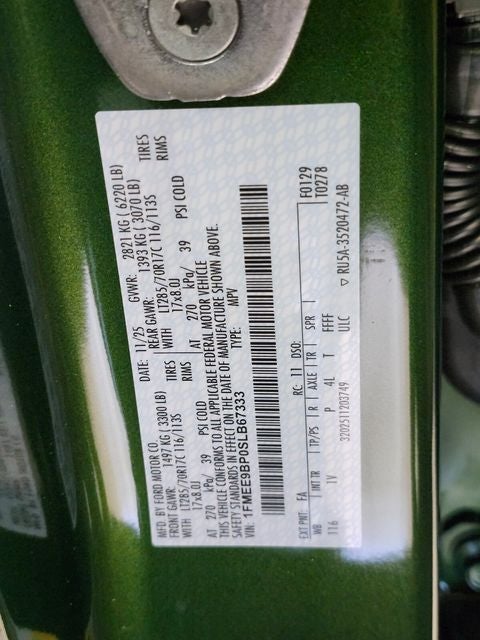 MFD. BY FORD MOTOR CO.
DATE: 11/25 GVWR: 2821 KG ( 6220 LB)
FRONT GAWR: 1497 KG ( 3300 LB) REAR GAWR: 1393 KG ( 3070 LB)
WITH LT285/70R17C 116/113S TIRES WITH LT285/70R17C 116/113S TIRES
17x8.0J RIMS 17x8.0J RIMS
AT 270 kPa/ 39 PSI COLD AT 270 kPa/ 39 PSI COLD
THIS VEHICLE CONFORMS TO ALL APPLICABLE FEDERAL MOTOR VEHICLE
SAFETY STANDARDS IN EFFECT ON THE DATE OF MANUFACTURE SHOWN ABOVE.
VIN: 1FMEE9BP0SLB67333 TYPE: MPV
F0129
T0278
EXT PNT: FA RC: 11 DSO:
WB INT TR TP/PS R AXLE TR SPR
116 1V P 4L T FFFF
ULC
3202511203749
▽ RU5A-3520472-AB